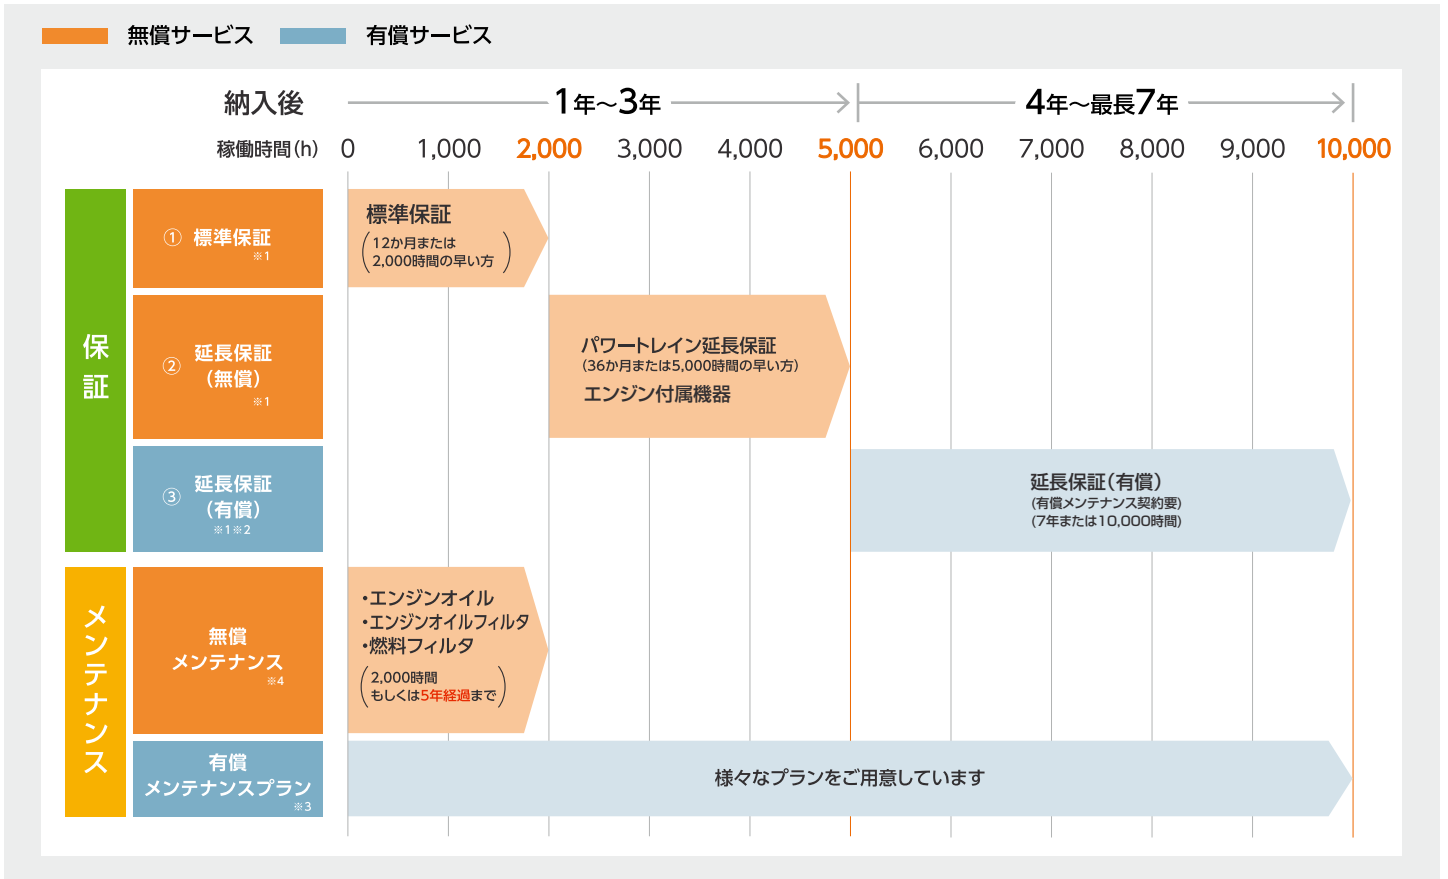 無償サービス
有償サービス
納入後
1年～3年
4年～最長7年
稼働時間(h) 0 1,000 2,000 3,000 4,000 5,000 6,000 7,000 8,000 9,000 10,000
保証
① 標準保証
※1
標準保証
(12か月または
2,000時間の早い方)
② 延長保証
(無償)
※1
パワートレイン延長保証
(36か月または5,000時間の早い方)
エンジン付属機器
③ 延長保証
(有償)
※1※2
延長保証(有償)
(有償メンテナンス契約要)
(7年または10,000時間)
メンテナンス
無償
メンテナンス
※4
・エンジンオイル
・エンジンオイルフィルタ
・燃料フィルタ
(2,000時間
もしくは5年経過まで)
有償
メンテナンスプラン
※3
様々なプランをご用意しています